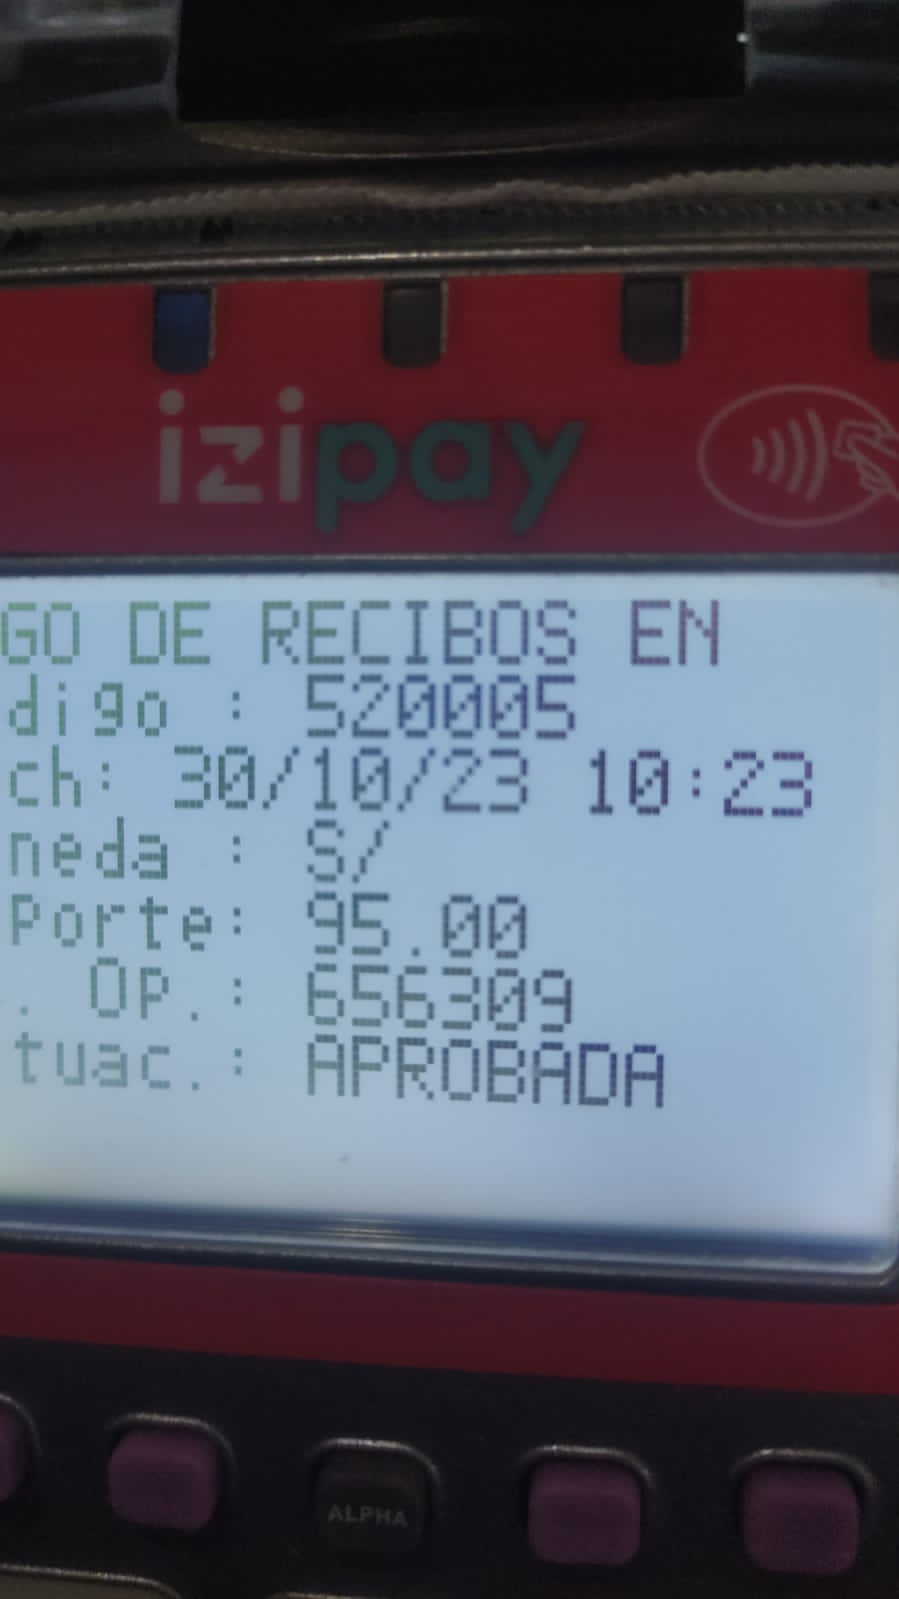 izipay
GO DE RECIBOS EN
digo : 520005
ch: 30/10/23 10:23
neda : S/
Porte: 95.00
. Op.: 656309
tuac.: APROBADA
ALPHA